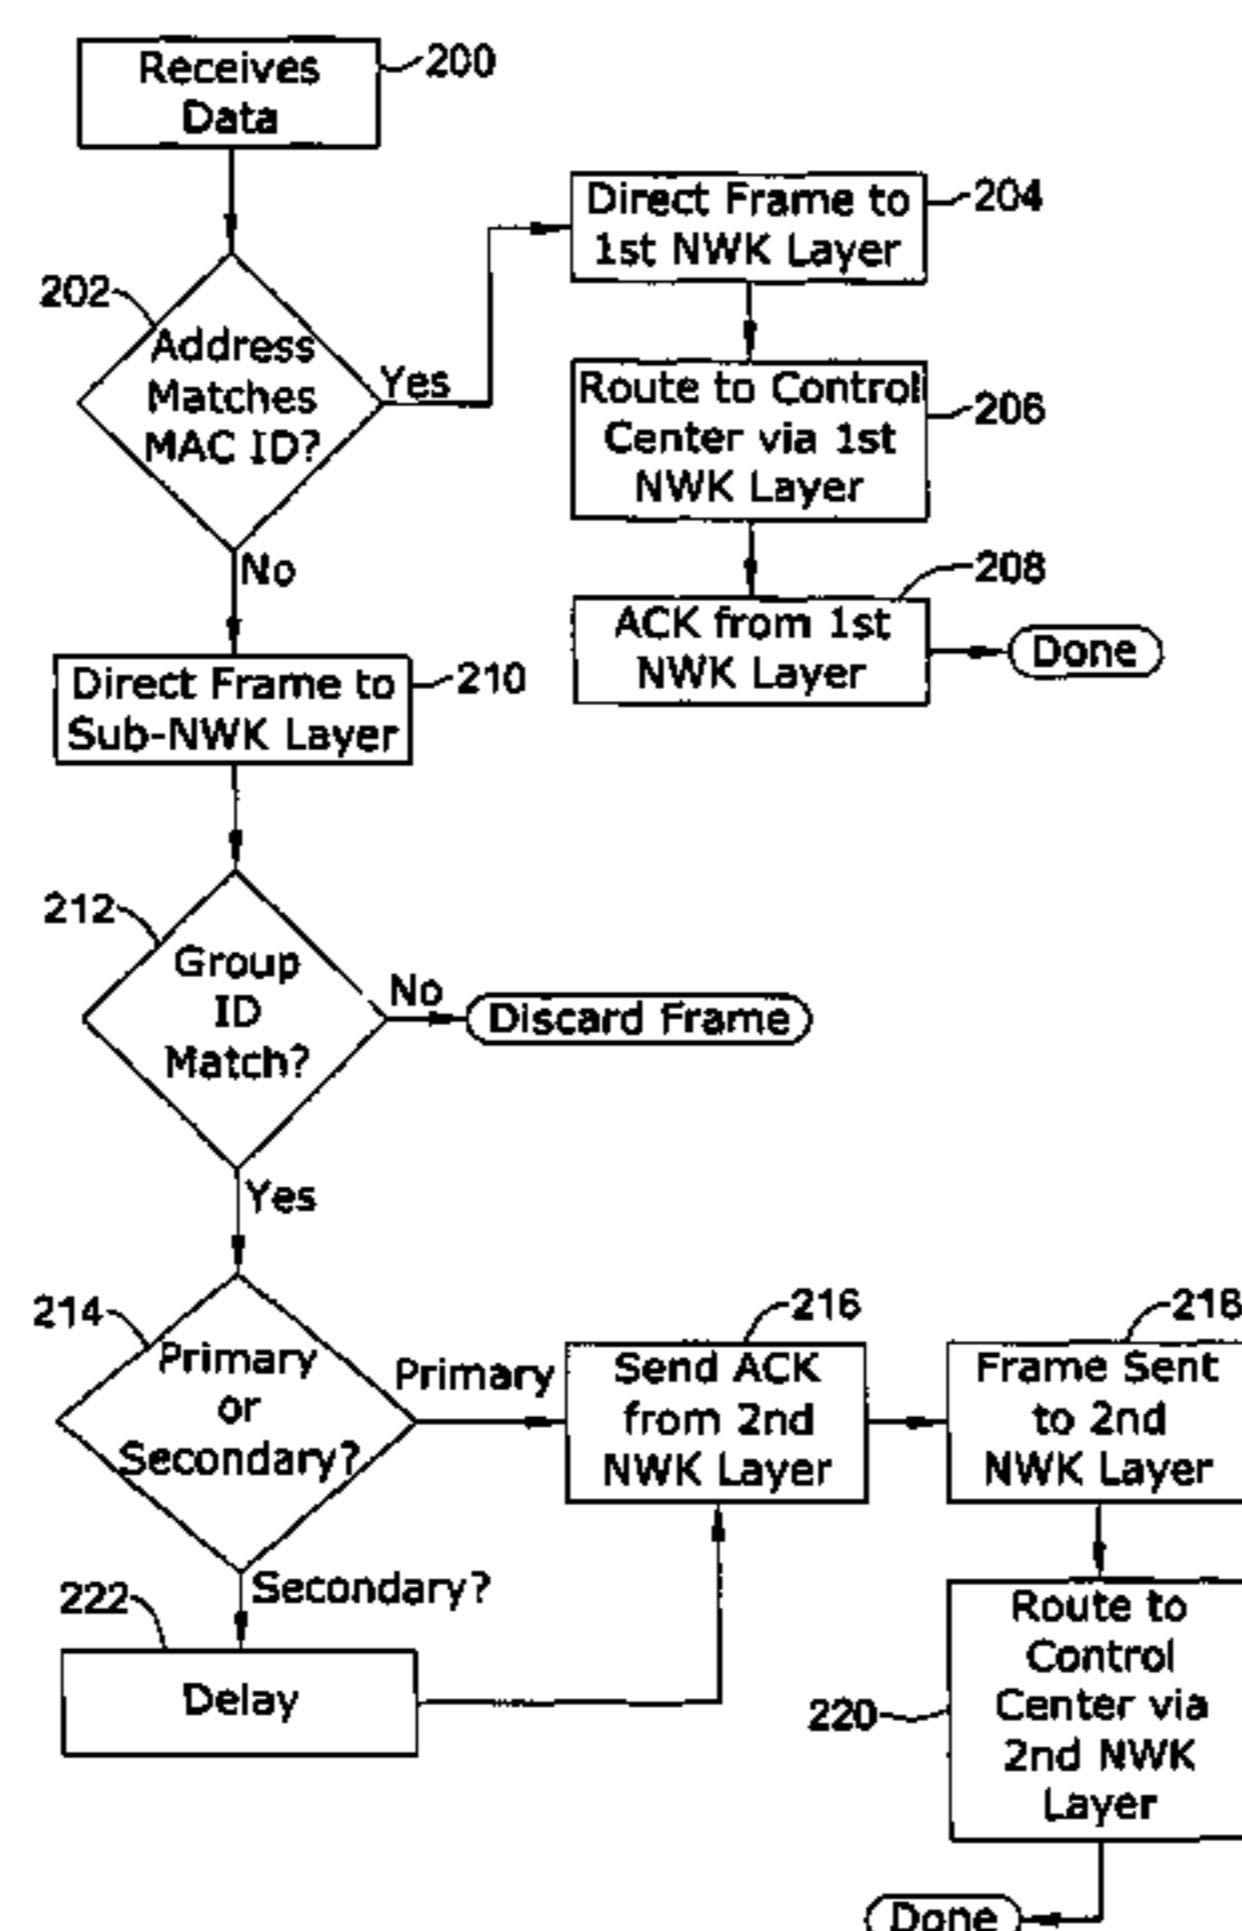 Receives
Data
200
Direct Frame to
1st NWK Layer
204
202
Address
Matches
MAC ID?
Yes
Route to Control
Center via 1st
NWK Layer
206
No
ACK from 1st
NWK Layer
208
Done
Direct Frame to
Sub-NWK Layer
210
212
Group
ID
Match?
No
Discard Frame
Yes
214
Primary
or
Secondary?
Primary
Send ACK
from 2nd
NWK Layer
216
Frame Sent
to 2nd
NWK Layer
218
Secondary?
222
Delay
Route to
Control
Center via
2nd NWK
Layer
220
Done